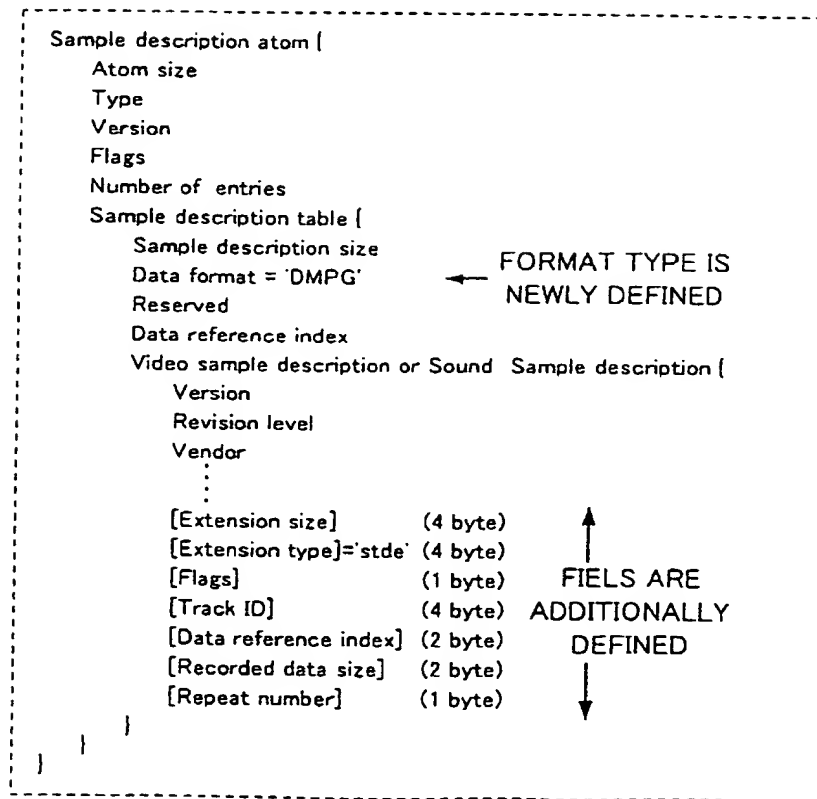 Sample description atom {
Atom size
Type
Version
Flags
Number of entries
Sample description table {
Sample description size
Data format = 'DMPG'
Reserved
Data reference index
Video sample description or Sound Sample description {
Version
Revision level
Vendor
[Extension size] (4 byte)
[Extension type]='stde' (4 byte)
[Flags] (1 byte)
[Track ID] (4 byte)
[Data reference index] (2 byte)
[Recorded data size] (2 byte)
[Repeat number] (1 byte)
}
}
}
FORMAT TYPE IS
NEWLY DEFINED
FIELS ARE
ADDITIONALLY
DEFINED